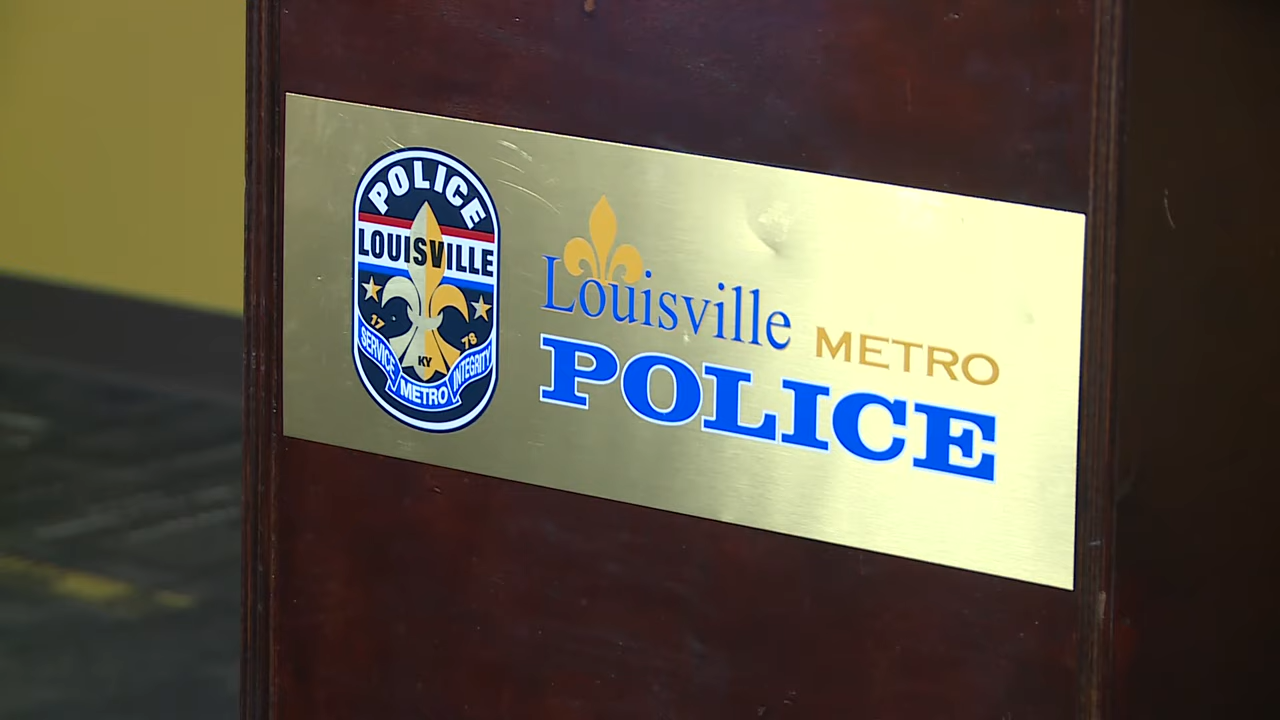 POLICE
LOUISVILLE
17 78
KY
SERVICE METRO INTEGRITY
Louisville METRO
POLICE